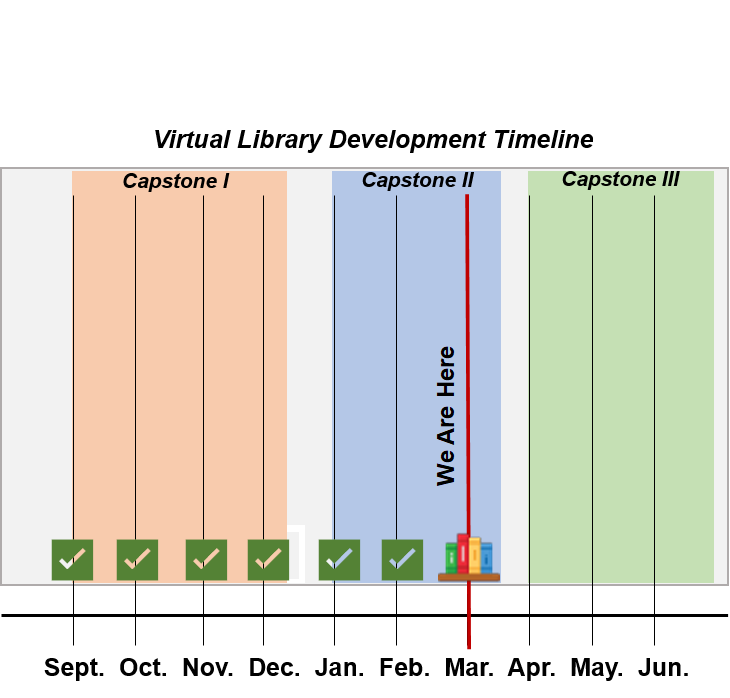 Virtual Library Development Timeline
Capstone I
Capstone II
Capstone III
We Are Here
Sept. Oct. Nov. Dec. Jan. Feb. Mar. Apr. May. Jun.